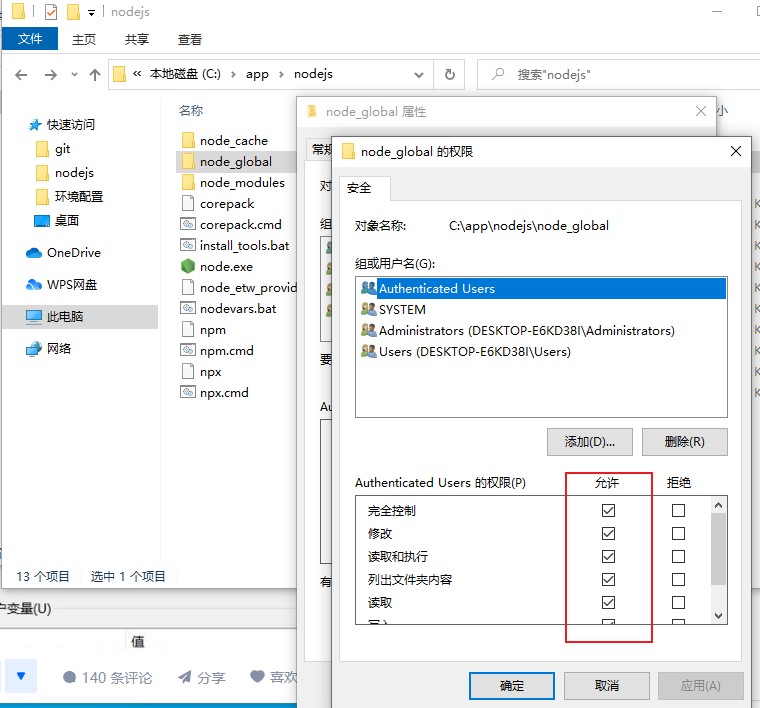 nodejs
文件 主页 共享 查看
« 本地磁盘 (C:) › app › nodejs
搜索"nodejs"
快速访问
git
nodejs
环境配置
桌面
OneDrive
WPS网盘
此电脑
网络
名称
node_cache
node_global
node_modules
corepack
corepack.cmd
install_tools.bat
node.exe
node_etw_provid
nodevars.bat
npm
npm.cmd
npx
npx.cmd
13 个项目 选中 1 个项目
户变量(U)
值
140 条评论 分享 喜欢
node_global 属性
小
常规
对
组
要
Au
有
node_global 的权限
安全
对象名称: C:\app\nodejs\node_global
组或用户名(G):
Authenticated Users
SYSTEM
Administrators (DESKTOP-E6KD38I\Administrators)
Users (DESKTOP-E6KD38I\Users)
添加(D)... 删除(R)
Authenticated Users 的权限(P) 允许 拒绝
完全控制
修改
读取和执行
列出文件夹内容
读取
写入
确定 取消 应用(A)